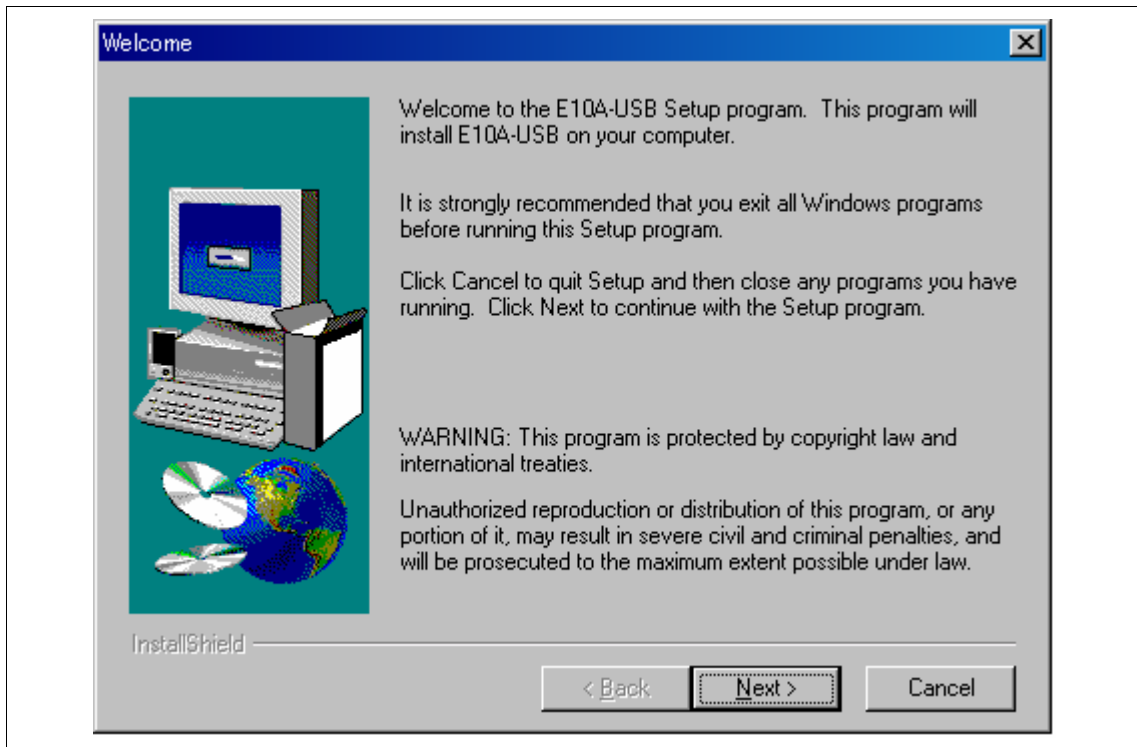 Welcome
Welcome to the E10A-USB Setup program.  This program will
install E10A-USB on your computer.
It is strongly recommended that you exit all Windows programs
before running this Setup program.
Click Cancel to quit Setup and then close any programs you have
running.  Click Next to continue with the Setup program.
WARNING: This program is protected by copyright law and
international treaties.
Unauthorized reproduction or distribution of this program, or any
portion of it, may result in severe civil and criminal penalties, and
will be prosecuted to the maximum extent possible under law.
InstallShield
< Back
Next >
Cancel